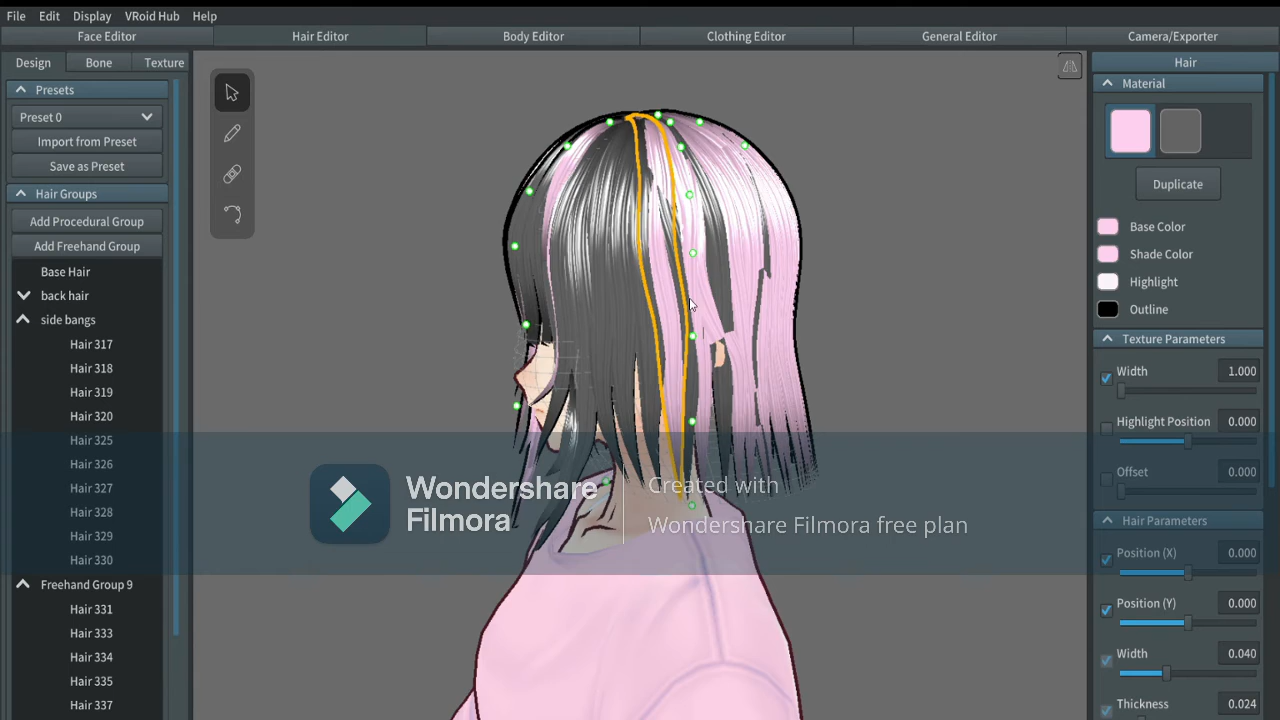 File Edit Display VRoid Hub Help
Face Editor Hair Editor Body Editor Clothing Editor General Editor Camera/Exporter
Design Bone Texture
Presets
Preset 0
Import from Preset
Save as Preset
Hair Groups
Add Procedural Group
Add Freehand Group
Base Hair
back hair
side bangs
Hair 317
Hair 318
Hair 319
Hair 320
Hair 325
Hair 326
Hair 327
Hair 328
Hair 329
Hair 330
Freehand Group 9
Hair 331
Hair 333
Hair 334
Hair 335
Hair 337
Wondershare
Filmora
Created with
Wondershare Filmora free plan
Hair
Material
Duplicate
Base Color
Shade Color
Highlight
Outline
Texture Parameters
Width 1.000
Highlight Position 0.000
Offset 0.000
Hair Parameters
Position (X) 0.000
Position (Y) 0.000
Width 0.040
Thickness 0.024